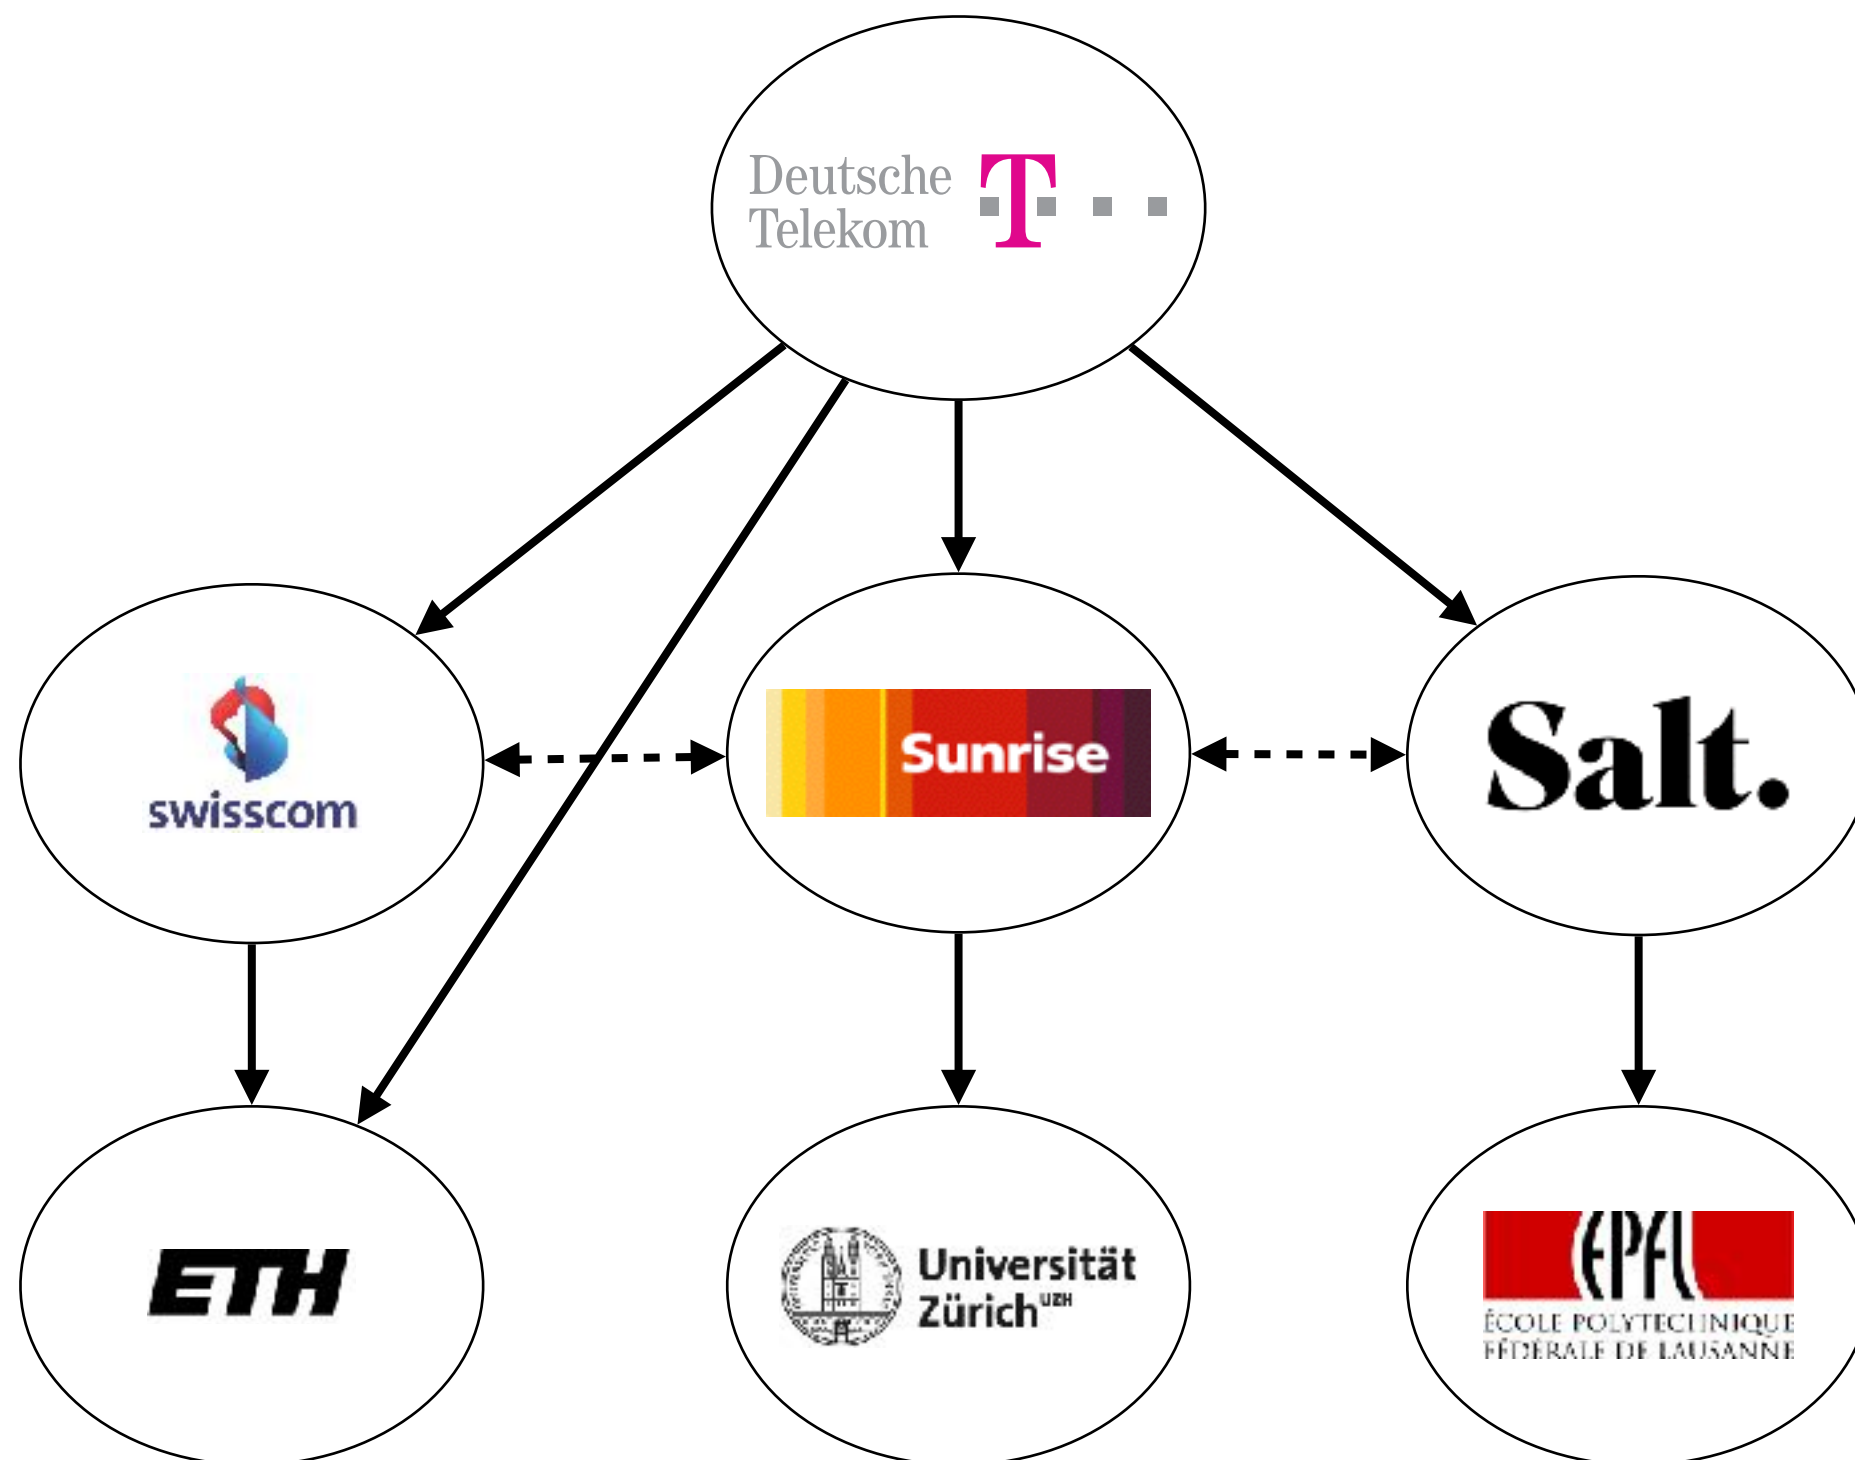 Deutsche
Telekom
T
swisscom
Sunrise
Salt.
ETH
Universität
Zürich UZH
EPFL
ÉCOLE POLYTECHNIQUE
FÉDÉRALE DE LAUSANNE